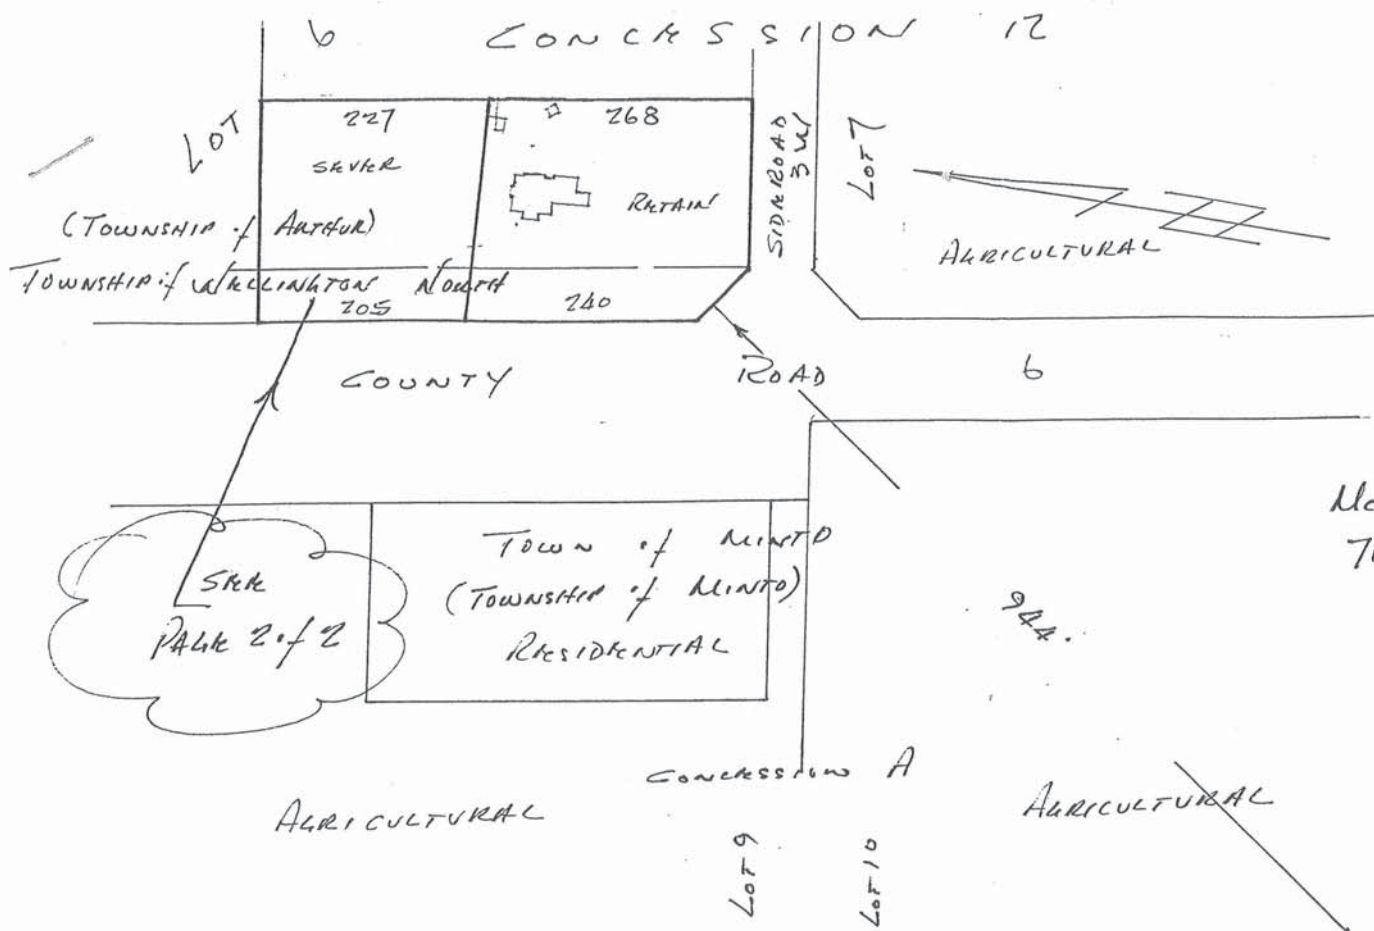 6 CONCESSION 12
LOT
227
268
SIDEROAD
3W
LOT 7
SEVER
RETAIN
(TOWNSHIP of ARTHUR)
TOWNSHIP of WELLINGTON NORTH
AGRICULTURAL
205
240
COUNTY ROAD 6
TOWN of MINTO
(TOWNSHIP of MINTO)
RESIDENTIAL
SEE
PAGE 2 of 2
944.
CONCESSION A
AGRICULTURAL
AGRICULTURAL
LOT 9
LOT 10